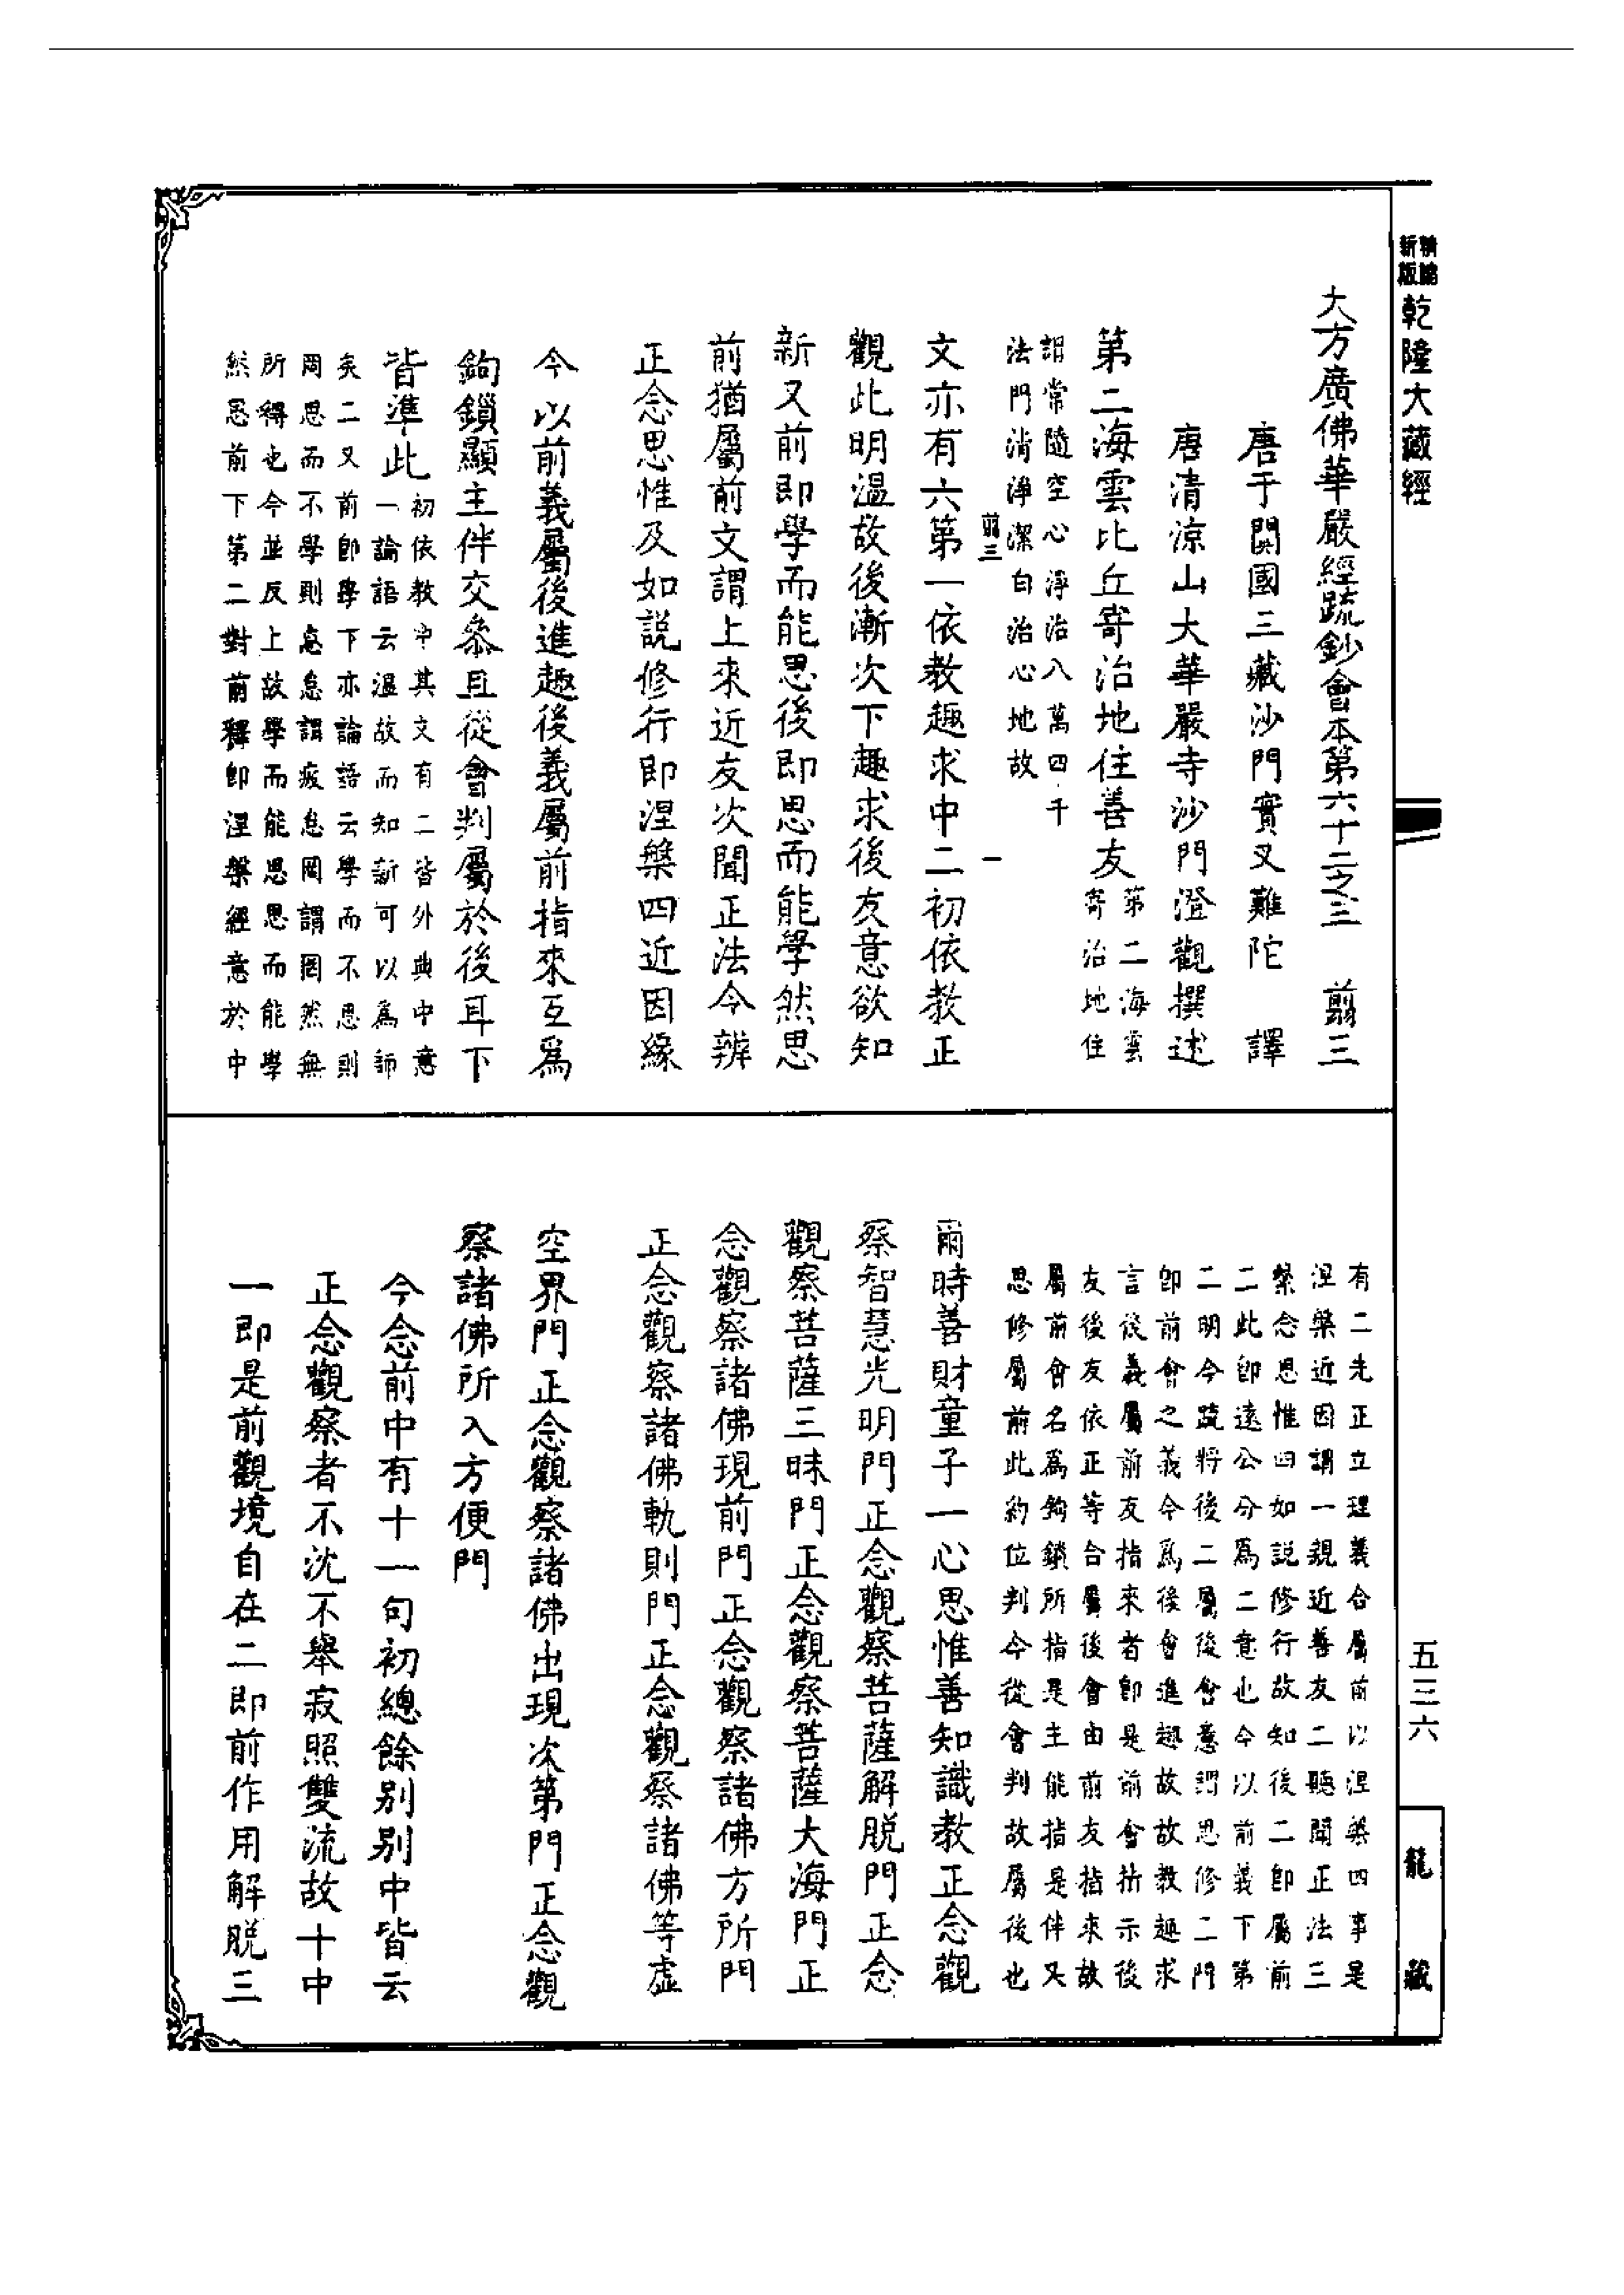 新版
精縮
乾隆大藏經
大方廣佛華嚴經疏鈔會本第六十二之三　翦三
唐于闐國三藏沙門實叉難陀　譯
唐清涼山大華嚴寺沙門澄觀撰述
第二海雲比丘寄治地住善友第二海雲寄治地住
謂常隨空心淨治八萬四千
法門清淨潔白治心地故
翦三　一
文亦有六第一依教趣求中二初依教正
觀此明溫故後漸次下趣求後友意欲知
新又前即學而能思後即思而能學然思
前猶屬前文謂上來近友次聞正法今辨
正念思惟及如說修行即涅槃四近因緣
今以前義屬後進趣後義屬前指來互爲
鉤鎖顯主伴交叅且從會判屬於後耳下
皆準此初依教中其文有二皆外典中意
一論語云溫故而知新可以爲師
矣二又前即學下亦論語云學而不思則
罔思而不學則怠怠謂疲怠罔謂罔然無
所得也今並反上故學而能思思而能學
然思前下第二對前釋即涅槃經意於中
有二先正立理義合屬前以涅槃四事是
涅槃近因謂一親近善友二聽聞正法三
繫念思惟四如說修行故知後二即屬前
二此即遠公分爲二意也今以前義下第
二明今疏將後二屬後會意謂思修二門
即前會之義今爲後會進趣故故教趣求
言後義屬前友指來者即是前會指示後
友後友依正等合屬後會由前友指來故
屬前會名爲鉤鎖所指是主能指是伴又
思修屬前此約位判今從會判故屬後也
爾時善財童子一心思惟善知識教正念觀
察智慧光明門正念觀察菩薩解脫門正念
觀察菩薩三昧門正念觀察菩薩大海門正
念觀察諸佛現前門正念觀察諸佛方所門
正念觀察諸佛軌則門正念觀察諸佛等虛
空界門正念觀察諸佛出現次第門正念觀
察諸佛所入方便門
今念前中有十一句初總餘別別中皆云
正念觀察者不沈不舉寂照雙流故十中
一即是前觀境自在二即前作用解脫三
五三六
龍
藏